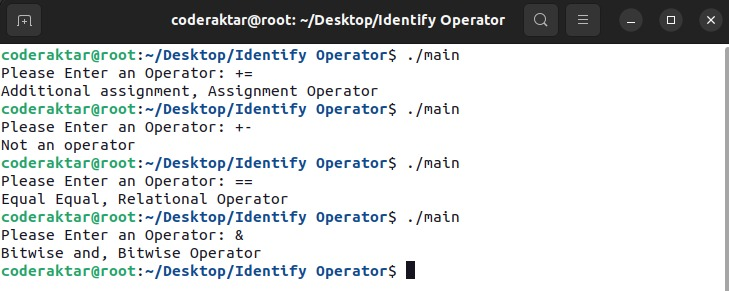 coderaktar@root: ~/Desktop/Identify Operator
coderaktar@root:~/Desktop/Identify Operator$ ./main
Please Enter an Operator: +=
Additional assignment, Assignment Operator
coderaktar@root:~/Desktop/Identify Operator$ ./main
Please Enter an Operator: +-
Not an operator
coderaktar@root:~/Desktop/Identify Operator$ ./main
Please Enter an Operator: ==
Equal Equal, Relational Operator
coderaktar@root:~/Desktop/Identify Operator$ ./main
Please Enter an Operator: &
Bitwise and, Bitwise Operator
coderaktar@root:~/Desktop/Identify Operator$